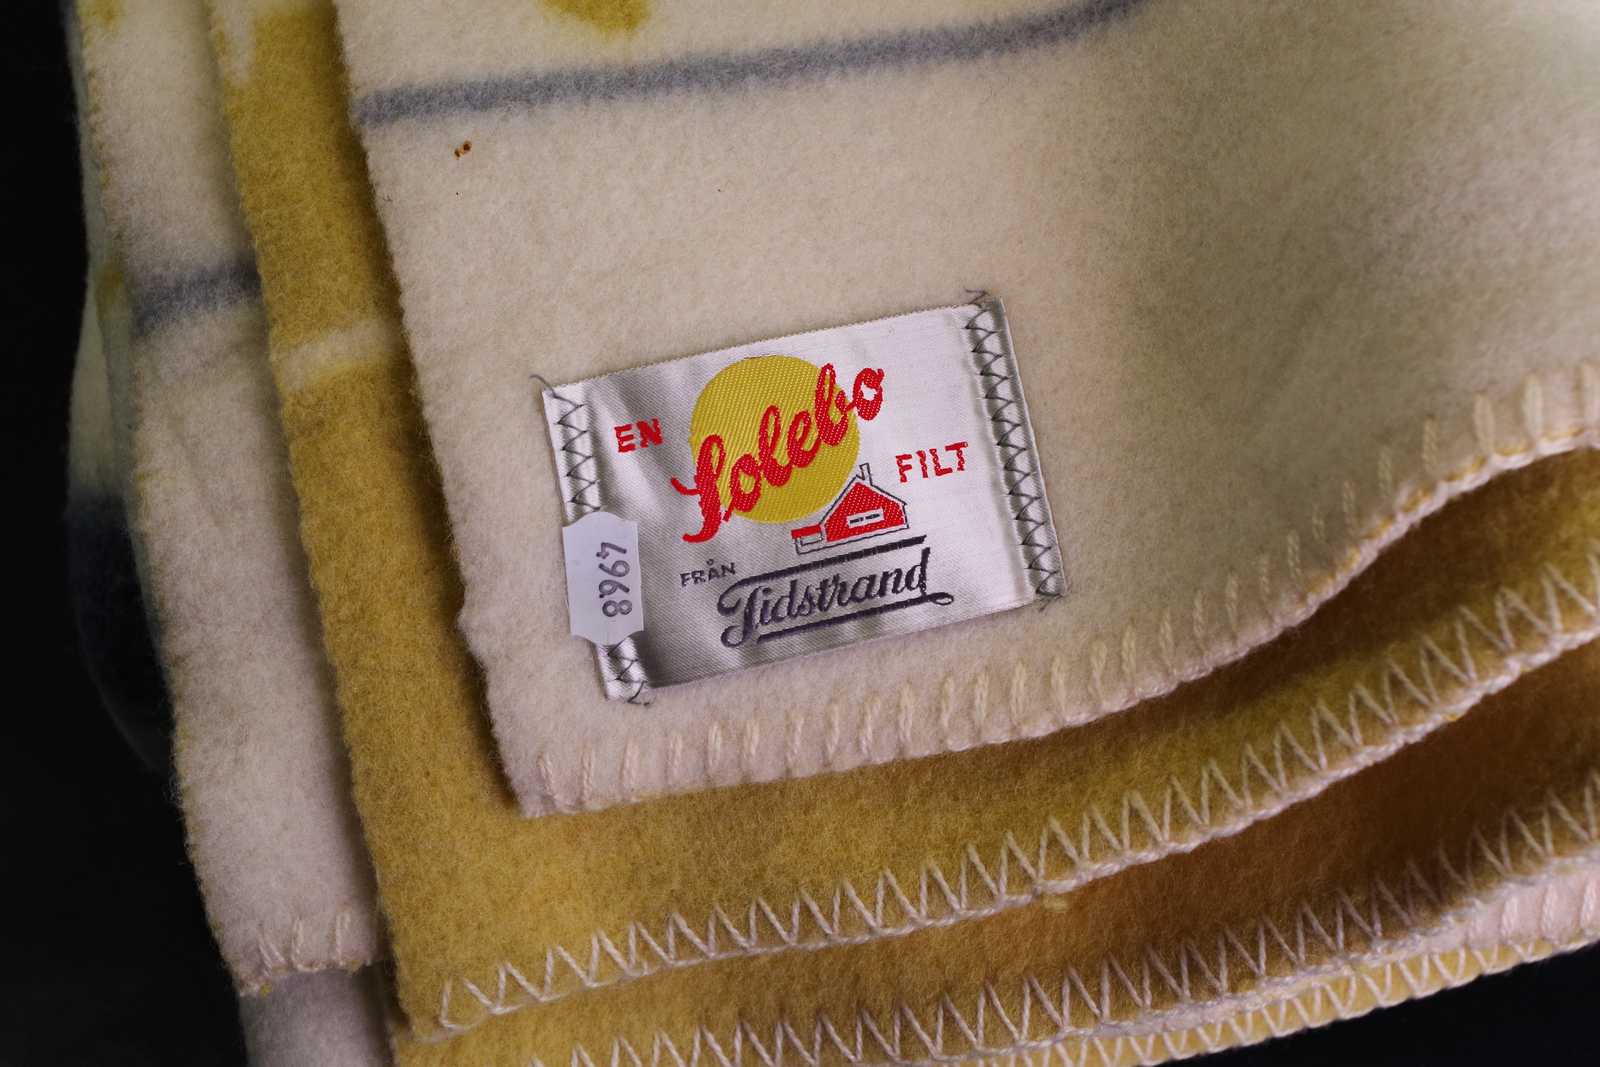 EN Solebo FILT
FRÅN Tidstrand
4968